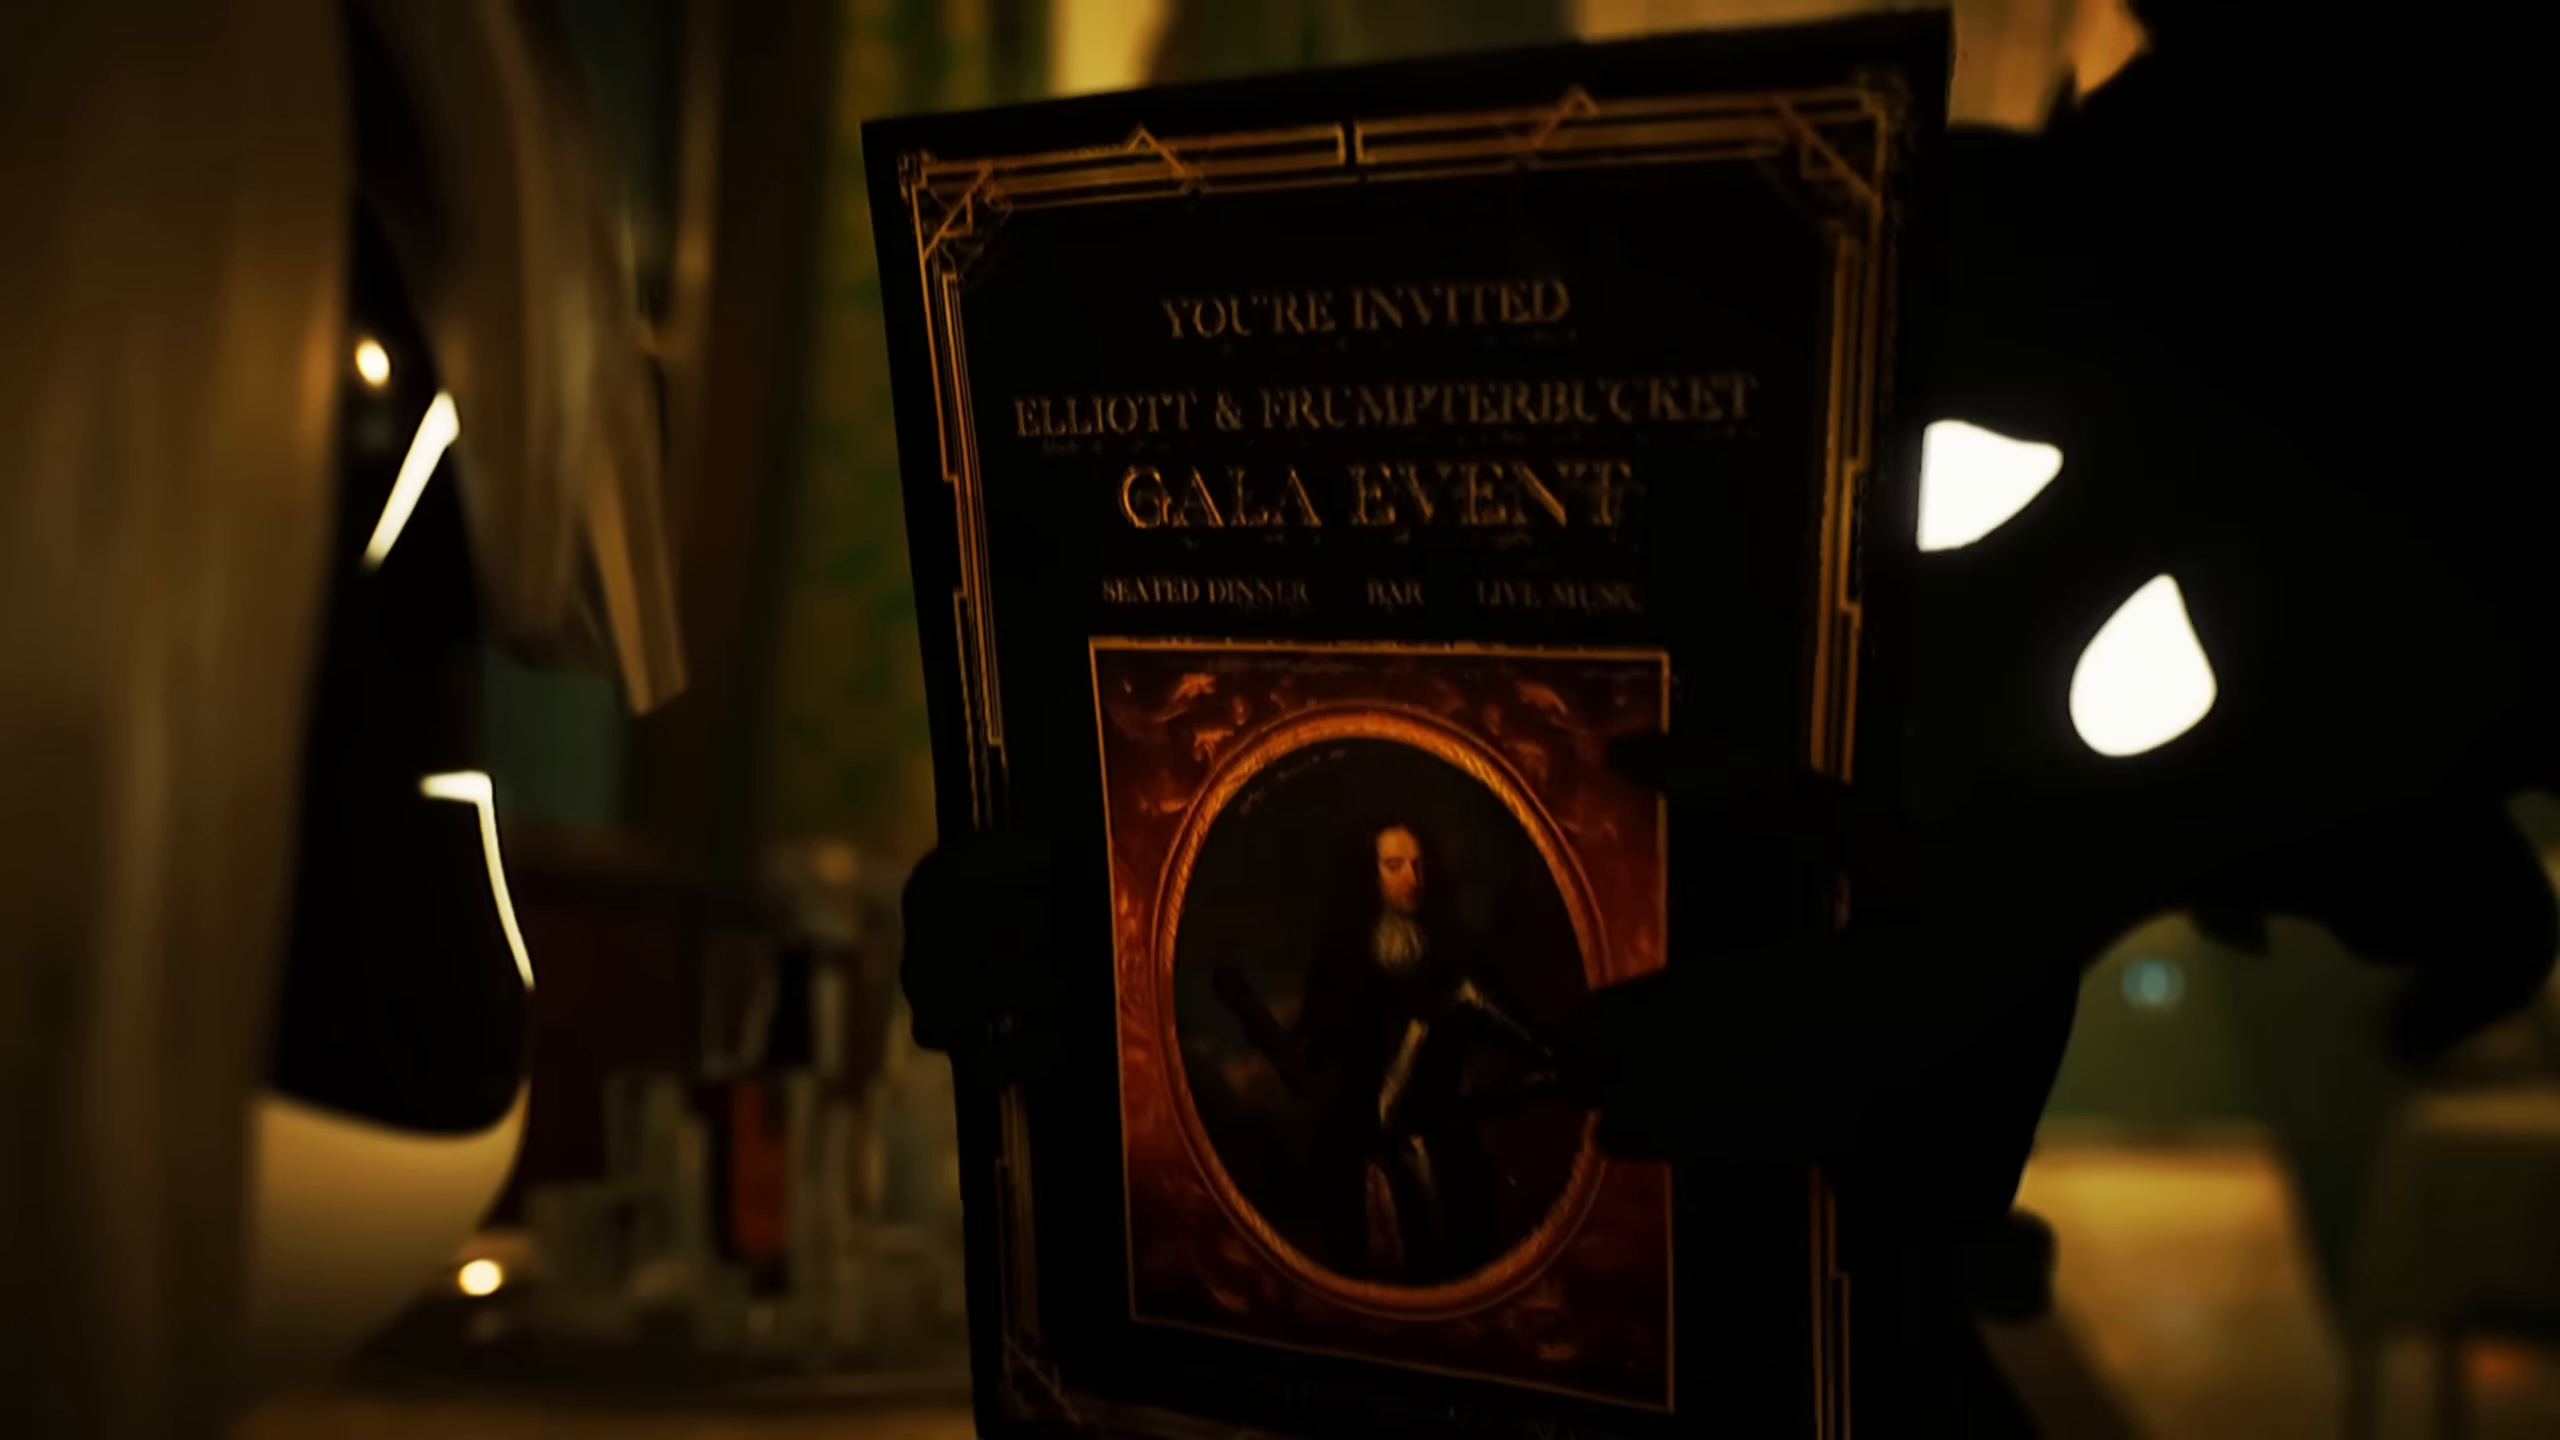 YOU'RE INVITED
ELLIOTT & FRUMPTERBUCKET
GALA EVENT
SEATED DINNER BAR LIVE MUSIC